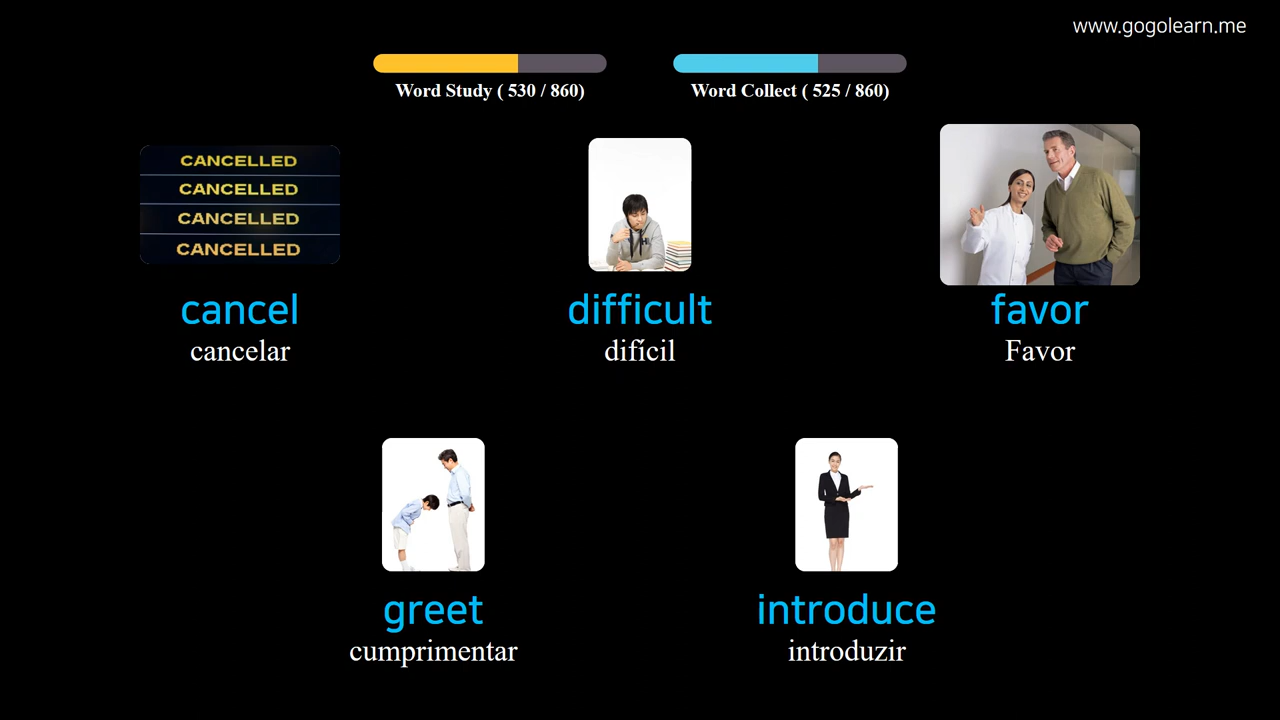 www.gogolearn.me
Word Study ( 530 / 860)
Word Collect ( 525 / 860)
CANCELLED
CANCELLED
CANCELLED
CANCELLED
cancel
cancelar
difficult
difícil
favor
Favor
greet
cumprimentar
introduce
introduzir